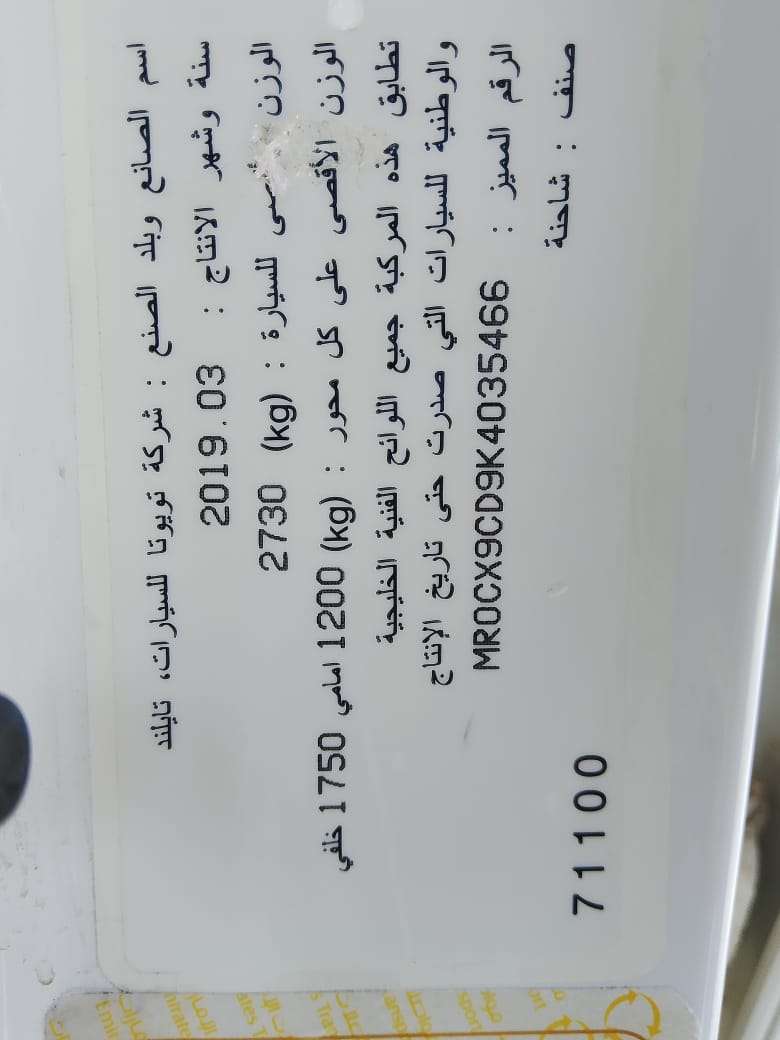 اسم الصانع وبلد الصنع : شركة تويوتا للسيارات، تايلند
سنة وشهر الانتاج : 2019.03
الوزن للسيارة : (kg) 2730
الوزن الأقصى على كل محور : (kg) 1200 امامي 1750 خلفي
تطابق هذه المركبة جميع اللوائح الفنية الخليجية
والوطنية للسيارات التي صدرت حتى تاريخ الإنتاج
الرقم المميز : MR0CX9CD9K4035466
صنف : شاحنة
71100